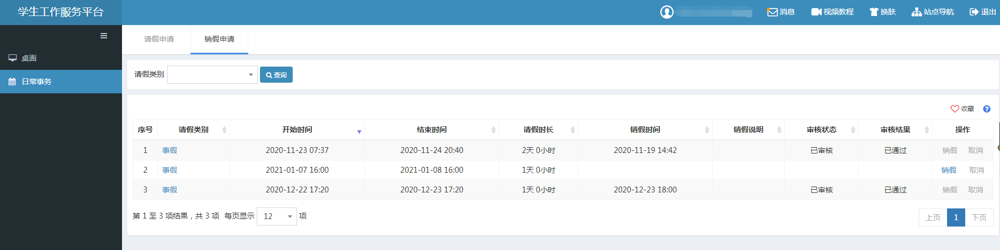 学生工作服务平台
消息 视频教程 换肤 站点导航 退出
请假申请 销假申请
桌面
日常事务
请假类别 查询
收藏
序号 请假类别 开始时间 结束时间 请假时长 销假时间 销假说明 审核状态 审核结果 操作
1 事假 2020-11-23 07:37 2020-11-24 20:40 2天 0小时 2020-11-19 14:42 已审核 已通过 销假 取消
2 事假 2021-01-07 16:00 2021-01-08 16:00 1天 0小时 销假 取消
3 事假 2020-12-22 17:20 2020-12-23 17:20 1天 0小时 2020-12-23 18:00 已审核 已通过 销假 取消
第 1 至 3 项结果，共 3 项 每页显示 12 项
上页 1 下页